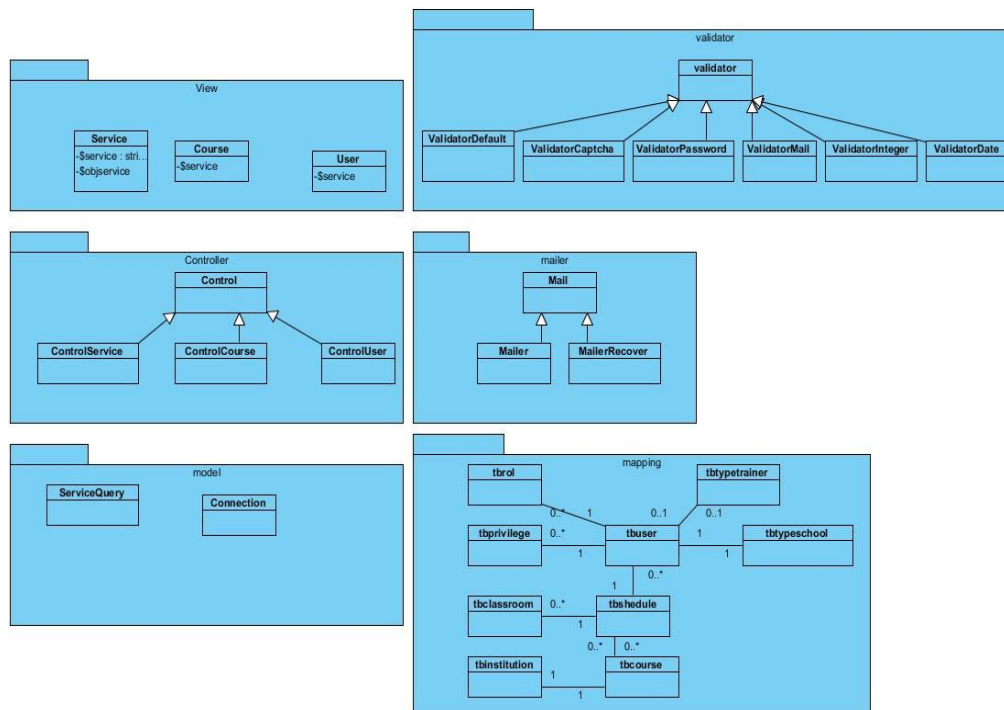 View
Service
-$service : stri...
-$objservice
Course
-$service
User
-$service
validator
validator
ValidatorDefault
ValidatorCaptcha
ValidatorPassword
ValidatorMail
ValidatorInteger
ValidatorDate
Controller
Control
ControlService
ControlCourse
ControlUser
mailer
Mail
Mailer
MailerRecover
model
ServiceQuery
Connection
mapping
tbrol
tbtypetrainer
0..* 1 0..1 0..1
tbprivilege
0..*
1
tbuser
1
1
tbtypeschool
0..*
1
tbclassroom
0..*
1
tbshedule
0..* 0..*
tbinstitution
1
1
tbcourse